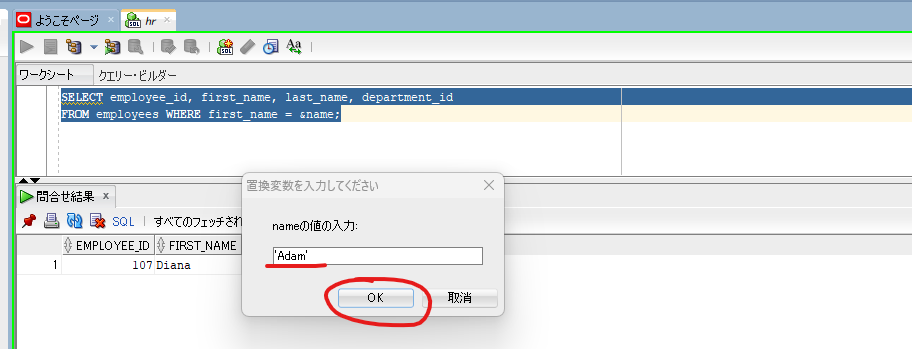 ようこそページ × hr ×
ワークシート クエリー・ビルダー
SELECT employee_id, first_name, last_name, department_id
FROM employees WHERE first_name = &name;
置換変数を入力してください
問合せ結果 ×
nameの値の入力:
SQL | すべてのフェッチされ
'Adam'
EMPLOYEE_ID FIRST_NAME
1 107 Diana
OK 取消